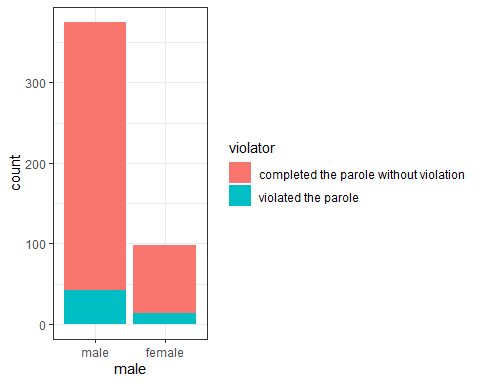 count
300
200
100
0
male
female
male
violator
completed the parole without violation
violated the parole